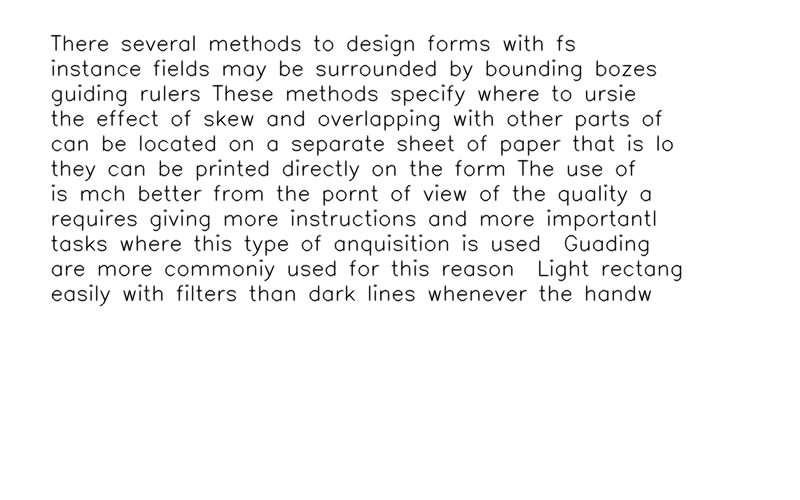 There several methods to design forms with fs
instance fields may be surrounded by bounding bozes
guiding rulers These methods specify where to ursie
the effect of skew and overlapping with other parts of
can be located on a separate sheet of paper that is lo
they can be printed directly on the form The use of
is mch better from the pornt of view of the quality a
requires giving more instructions and more importantl
tasks where this type of anquisition is used  Guading
are more commoniy used for this reason  Light rectang
easily with filters than dark lines whenever the handw